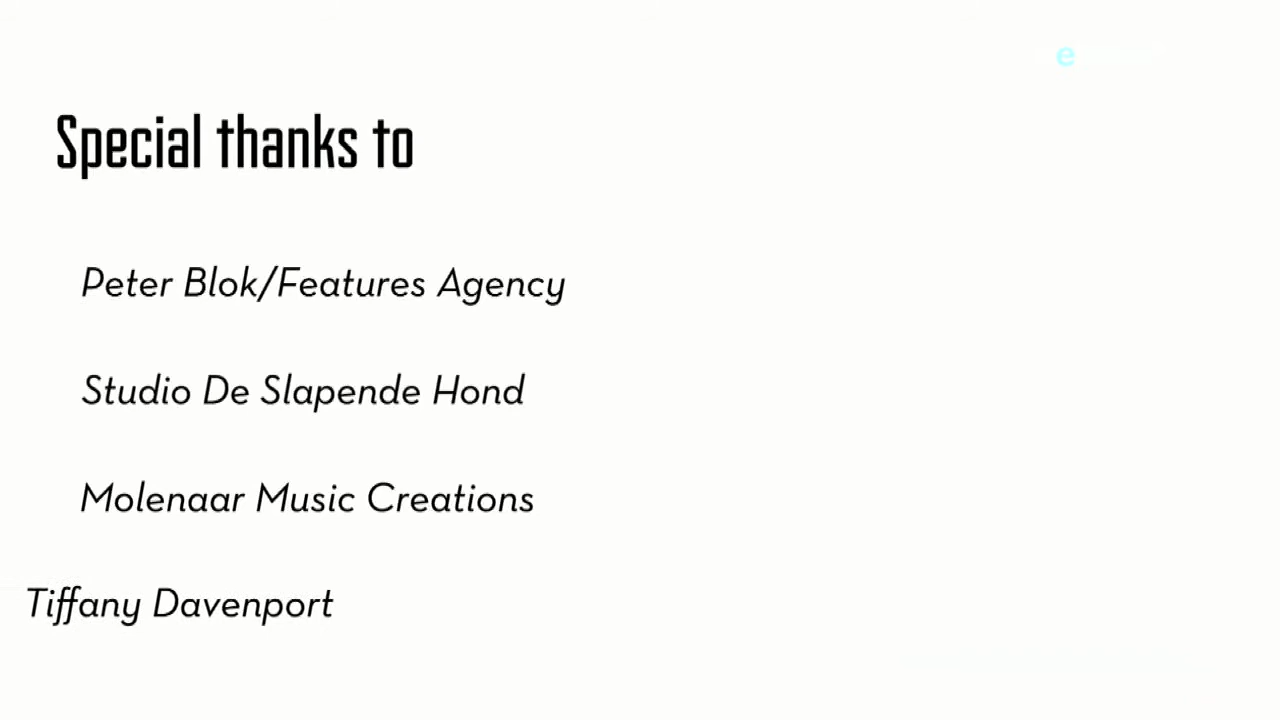 e
Special thanks to
Peter Blok/Features Agency
Studio De Slapende Hond
Molenaar Music Creations
Tiffany Davenport